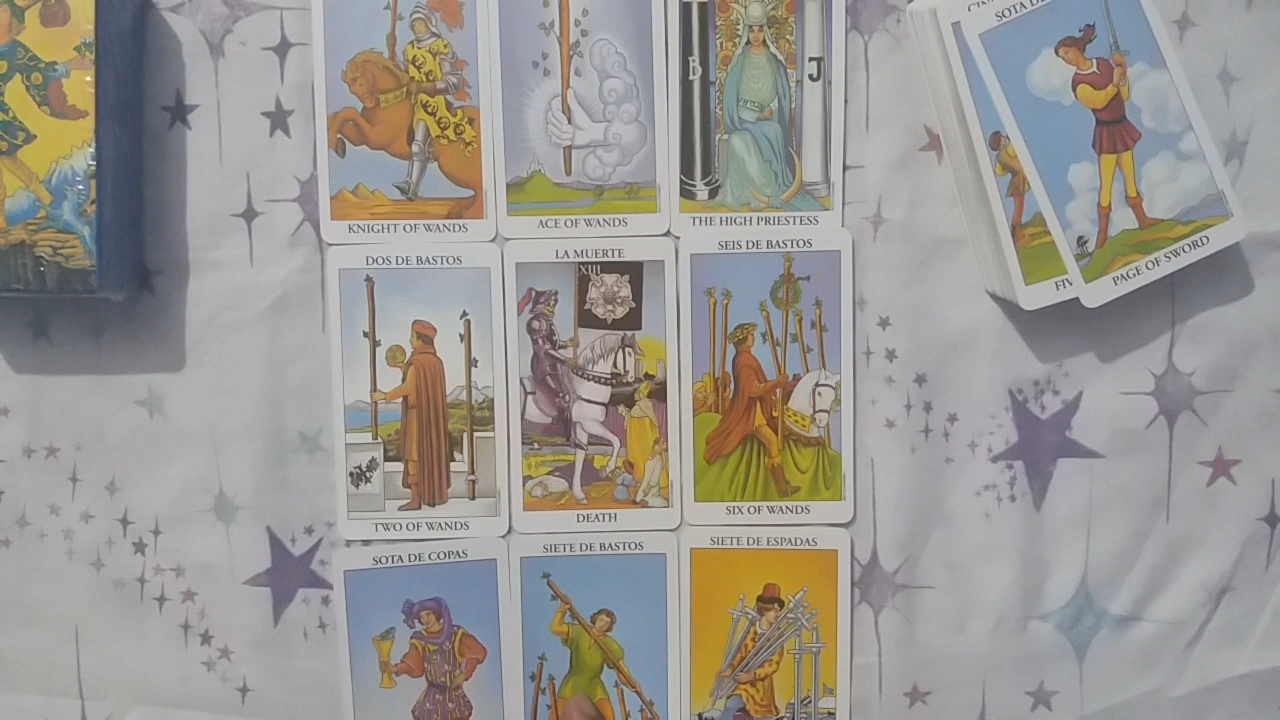 KNIGHT OF WANDS
ACE OF WANDS
B
J
THE HIGH PRIESTESS
SOTA DE
PAGE OF SWORD
FIV
DOS DE BASTOS
TWO OF WANDS
LA MUERTE
XIII
DEATH
SEIS DE BASTOS
SIX OF WANDS
SOTA DE COPAS
SIETE DE BASTOS
SIETE DE ESPADAS